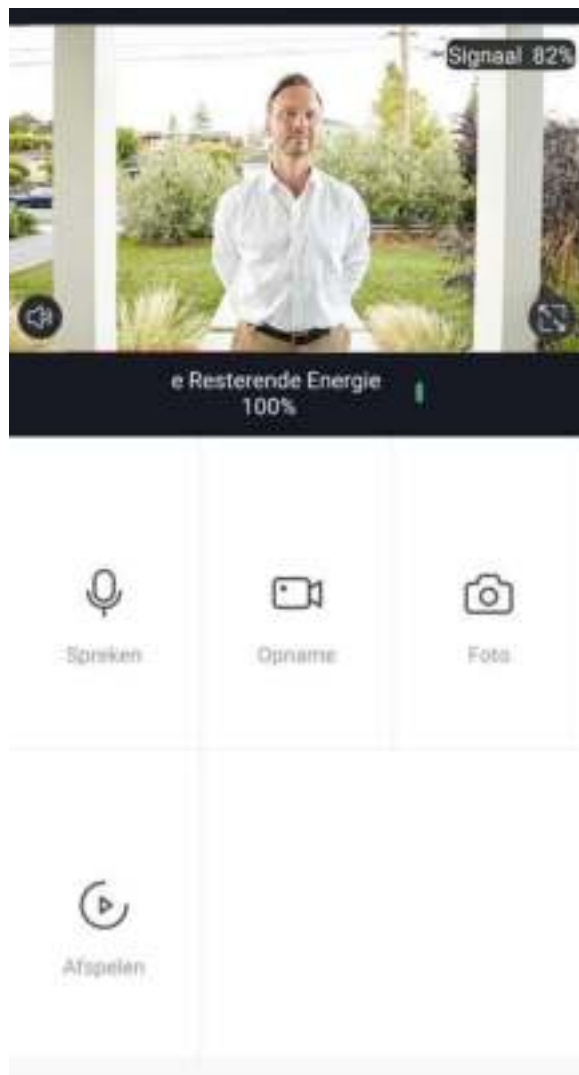 Signaal 82%
e Resterende Energie
100%
Spreken
Opname
Foto
Afspelen